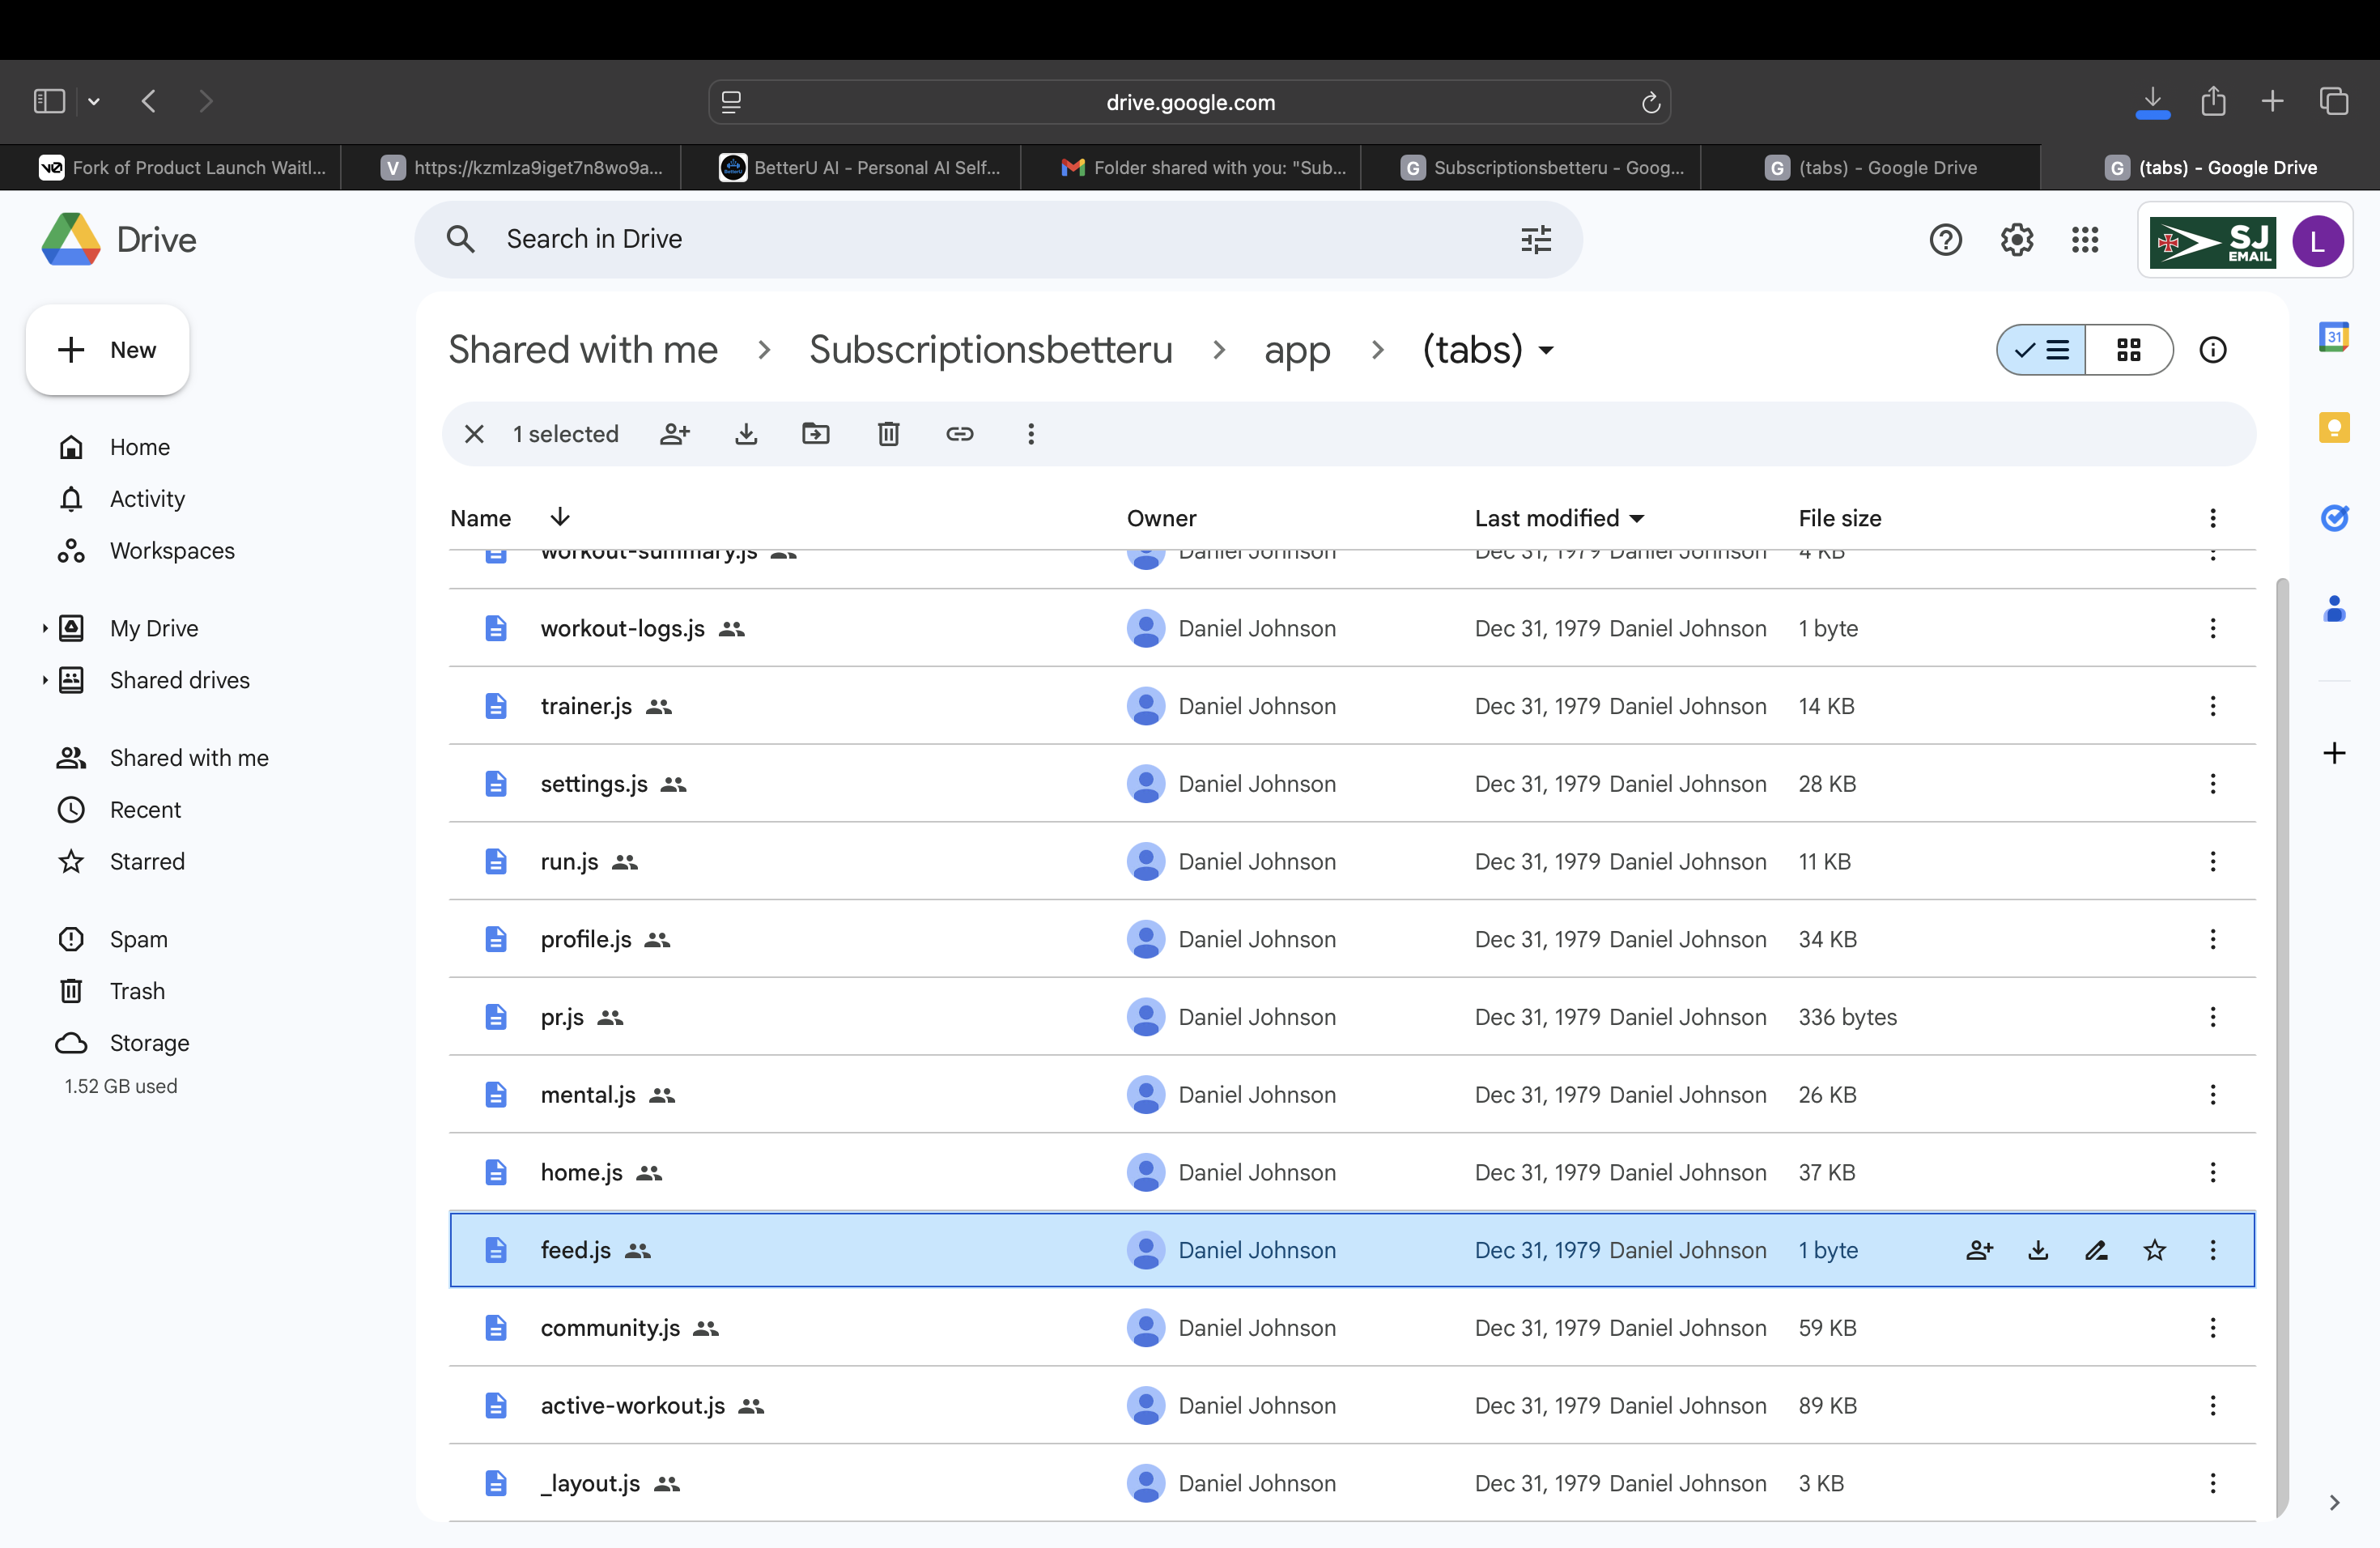 drive.google.com
Fork of Product Launch Waitl...
V https://kzmlza9iget7n8wo9a...
BetterU AI - Personal AI Self...
Folder shared with you: "Sub...
G Subscriptionsbetteru - Goog...
G (tabs) - Google Drive
G (tabs) - Google Drive
Drive
Search in Drive
SJ
EMAIL
L
New
Shared with me > Subscriptionsbetteru > app > (tabs)
31
1 selected
Home
Activity
Workspaces
My Drive
Shared drives
Shared with me
Recent
Starred
Spam
Trash
Storage
1.52 GB used
Name Owner Last modified File size
workout-summary.js Daniel Johnson Dec 31, 1979 Daniel Johnson 4 KB
workout-logs.js Daniel Johnson Dec 31, 1979 Daniel Johnson 1 byte
trainer.js Daniel Johnson Dec 31, 1979 Daniel Johnson 14 KB
settings.js Daniel Johnson Dec 31, 1979 Daniel Johnson 28 KB
run.js Daniel Johnson Dec 31, 1979 Daniel Johnson 11 KB
profile.js Daniel Johnson Dec 31, 1979 Daniel Johnson 34 KB
pr.js Daniel Johnson Dec 31, 1979 Daniel Johnson 336 bytes
mental.js Daniel Johnson Dec 31, 1979 Daniel Johnson 26 KB
home.js Daniel Johnson Dec 31, 1979 Daniel Johnson 37 KB
feed.js Daniel Johnson Dec 31, 1979 Daniel Johnson 1 byte
community.js Daniel Johnson Dec 31, 1979 Daniel Johnson 59 KB
active-workout.js Daniel Johnson Dec 31, 1979 Daniel Johnson 89 KB
_layout.js Daniel Johnson Dec 31, 1979 Daniel Johnson 3 KB